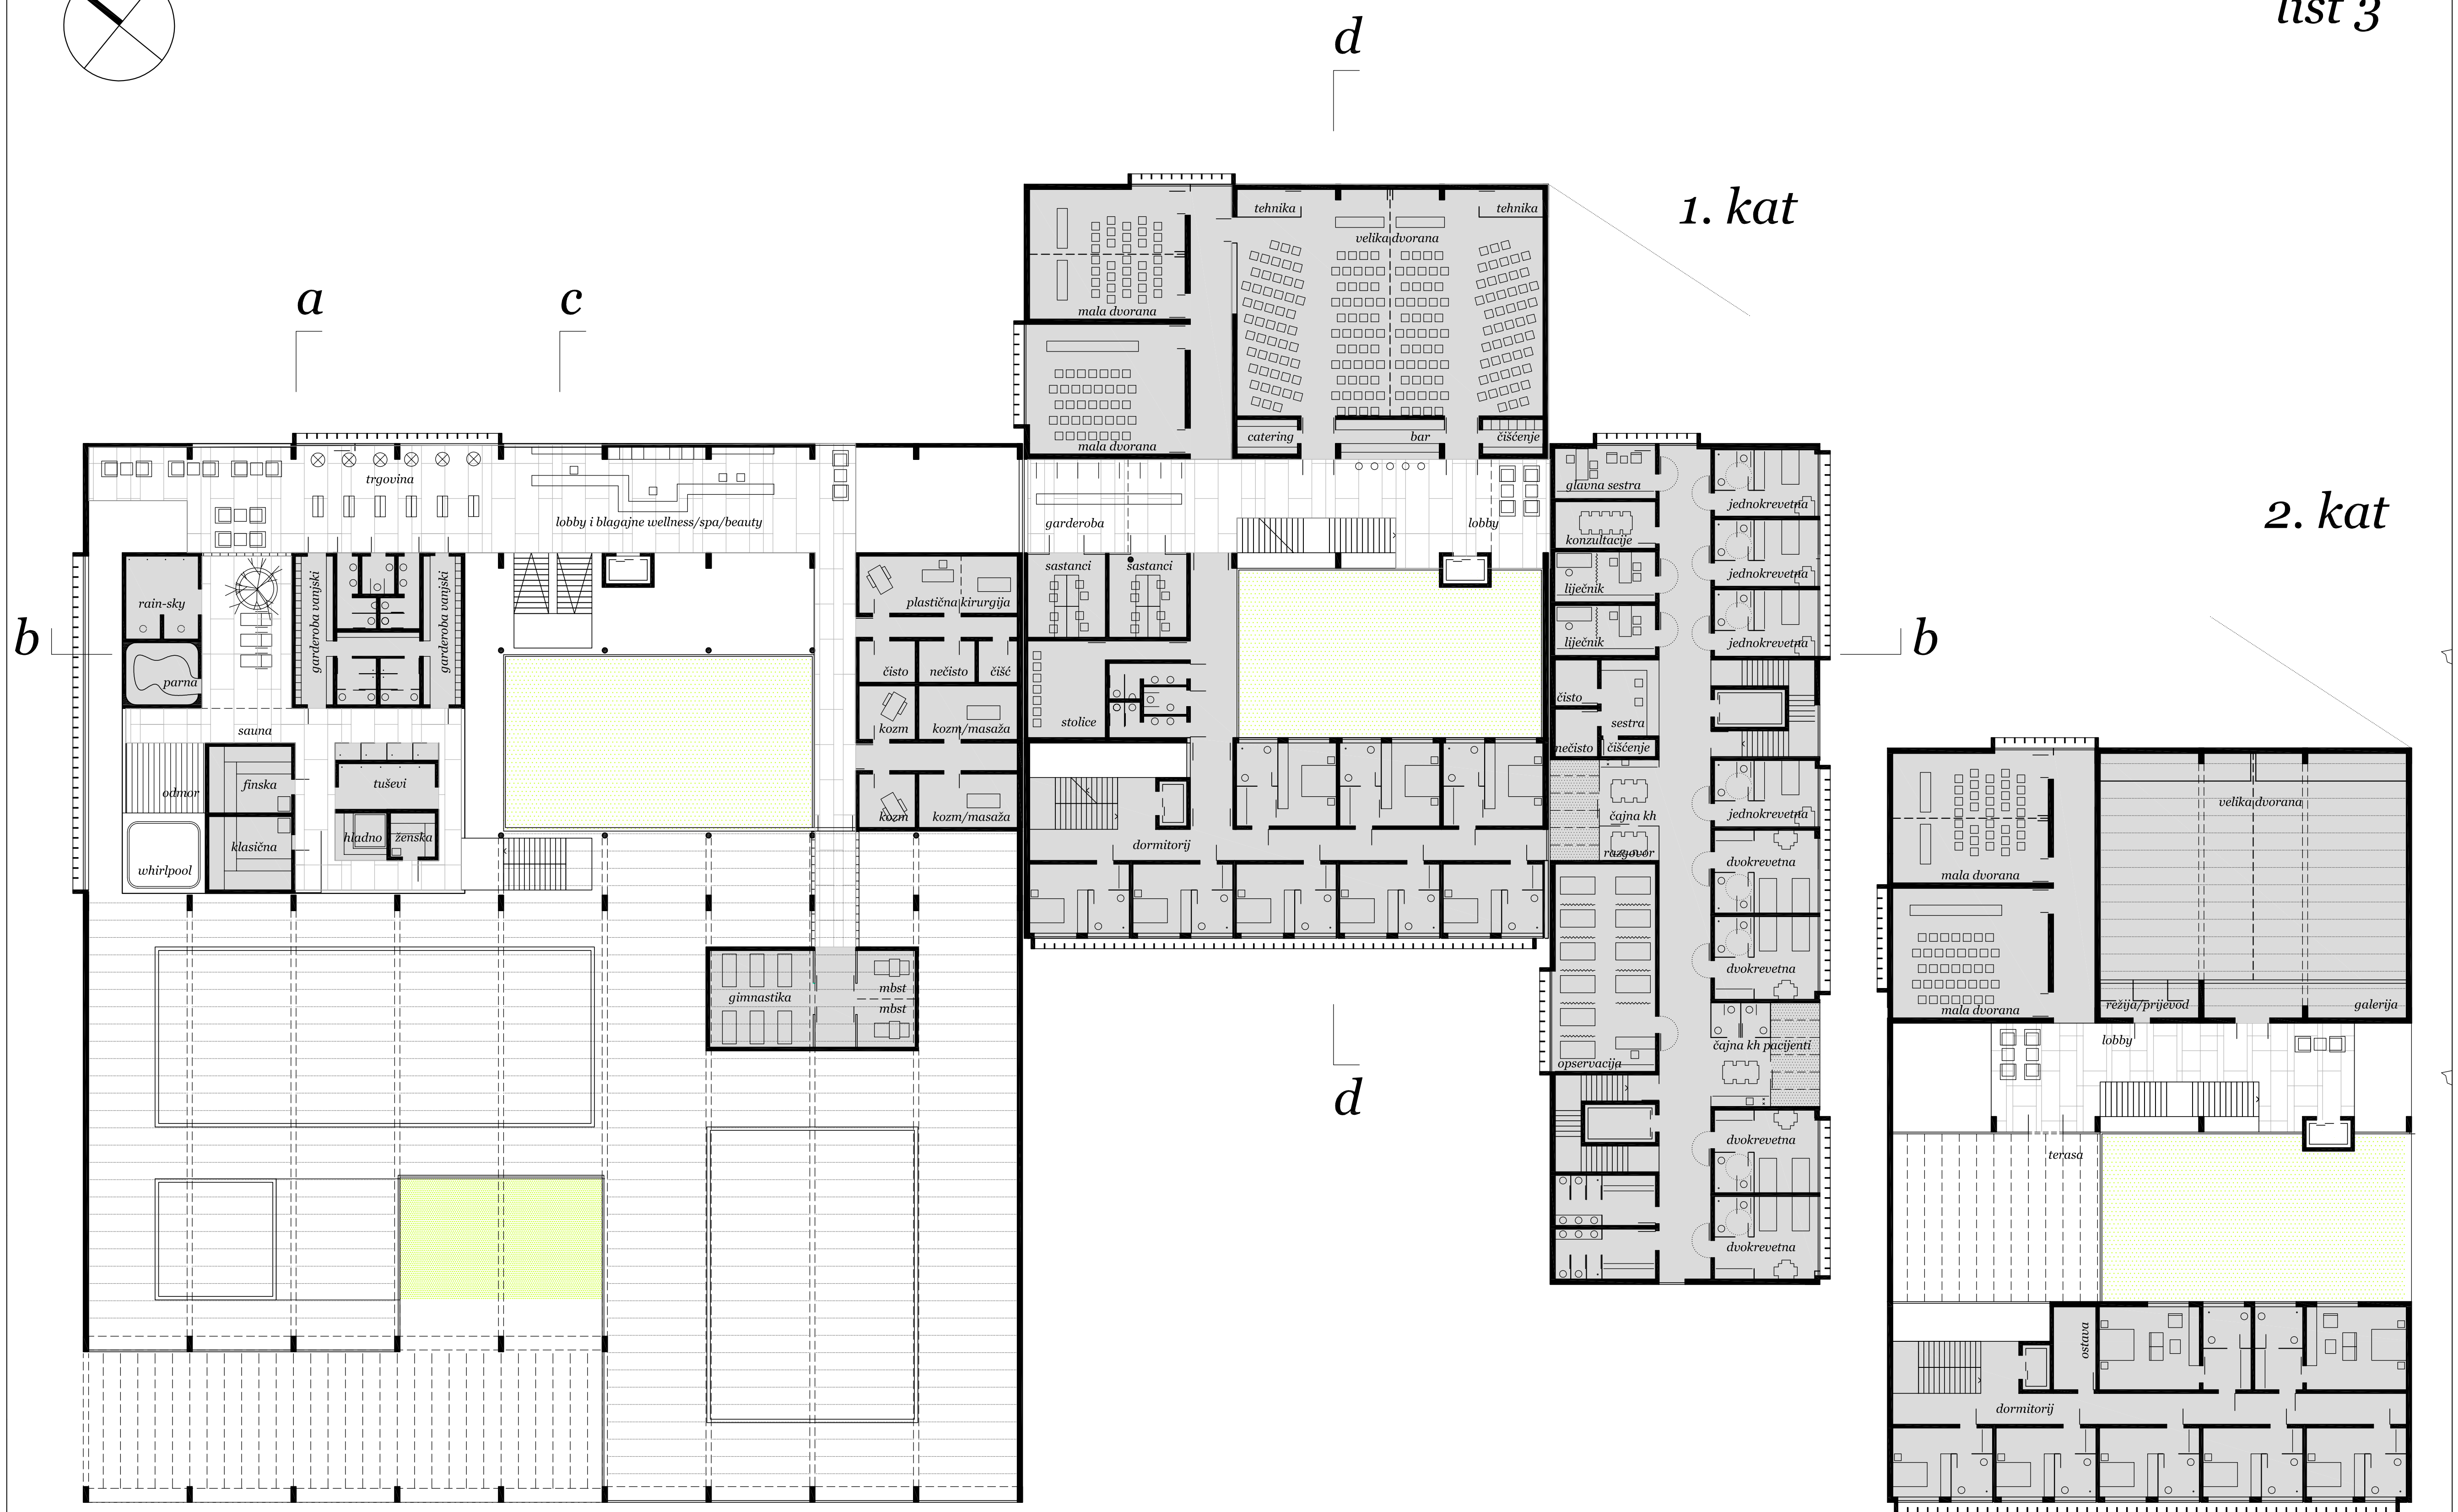 list 3
d
1. kat
tehnika
tehnika
velika dvorana
mala dvorana
mala dvorana
catering
bar
čišćenje
a
c
trgovina
lobby i blagajne wellness/spa/beauty
garderoba
lobby
glavna sestra
jednokrevetna
konzultacije
jednokrevetna
liječnik
liječnik
jednokrevetna
2. kat
b
b
rain-sky
garderoba vanjski
garderoba vanjski
plastična kirurgija
sastanci
sastanci
parna
čisto
nečisto
čišć
stolice
čisto
sestra
nečisto
čišćenje
sauna
kozm
kozm/masaža
odmor
finska
tuševi
kozm
kozm/masaža
klasična
hladno
ženska
whirlpool
dormitorij
čajna kh
razgovor
jednokrevetna
dvokrevetna
dvokrevetna
gimnastika
mbst
mbst
opservacija
čajna kh pacijenti
dvokrevetna
dvokrevetna
d
velika dvorana
mala dvorana
mala dvorana
režija/prijevod
galerija
lobby
terasa
ostava
dormitorij